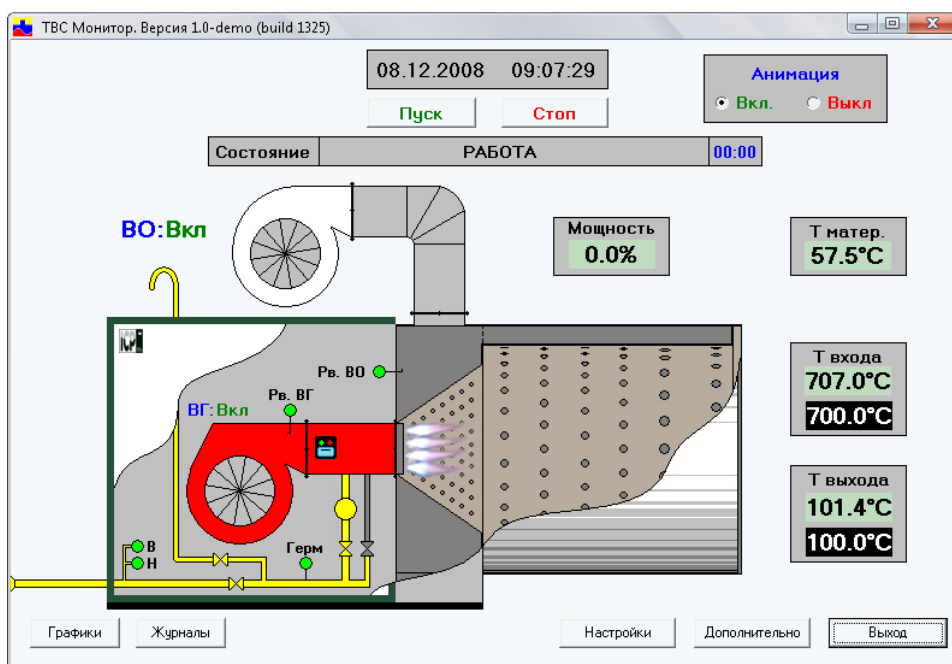 ТВС Монитор. Версия 1.0-demo (build 1325)
08.12.2008 09:07:29
Анимация
Вкл. Выкл
Пуск Стоп
Состояние РАБОТА 00:00
ВО:Вкл
Мощность
0.0%
Т матер.
57.5°C
Рв. ВО
Рв. ВГ
ВГ:Вкл
Т входа
707.0°C
700.0°C
Т выхода
101.4°C
100.0°C
В
Н
Герм
Графики Журналы Настройки Дополнительно Выход